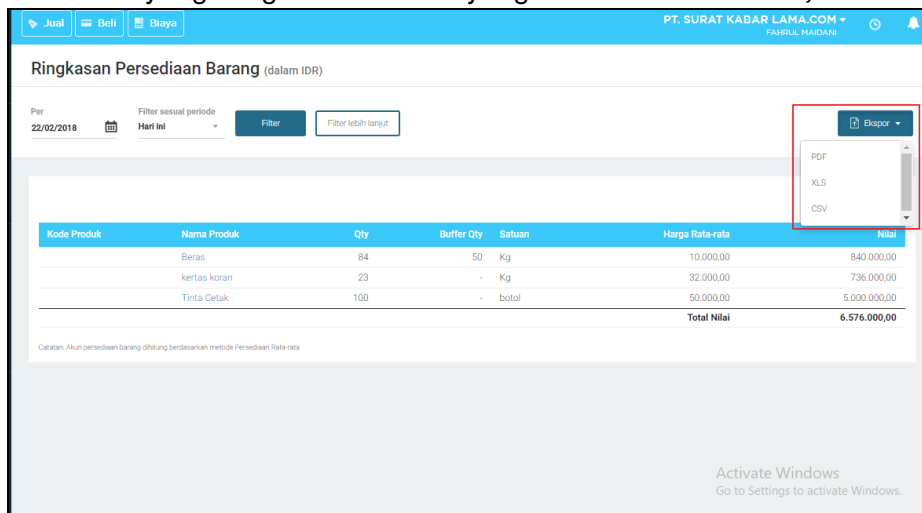 Jual Beli Biaya PT. SURAT KABAR LAMA.COM
FAHRUL MAIDANI
Ringkasan Persediaan Barang (dalam IDR)
Per Filter sesuai periode
22/02/2018 Hari ini Filter Filter lebih lanjut Ekspor
PDF
XLS
CSV
Kode Produk Nama Produk Qty Buffer Qty Satuan Harga Rata-rata Nilai
Beras 84 50 Kg 10.000,00 840.000,00
kertas koran 23 - Kg 32.000,00 736.000,00
Tinta Cetak 100 - botol 50.000,00 5.000.000,00
Total Nilai 6.576.000,00
Catatan: Akun persediaan barang dihitung berdasarkan metode Persediaan Rata-rata
Activate Windows
Go to Settings to activate Windows.